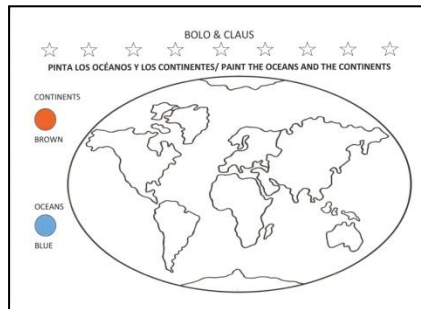 BOLO & CLAUS
PINTA LOS OCÉANOS Y LOS CONTINENTES/ PAINT THE OCEANS AND THE CONTINENTS
CONTINENTS
BROWN
OCEANS
BLUE